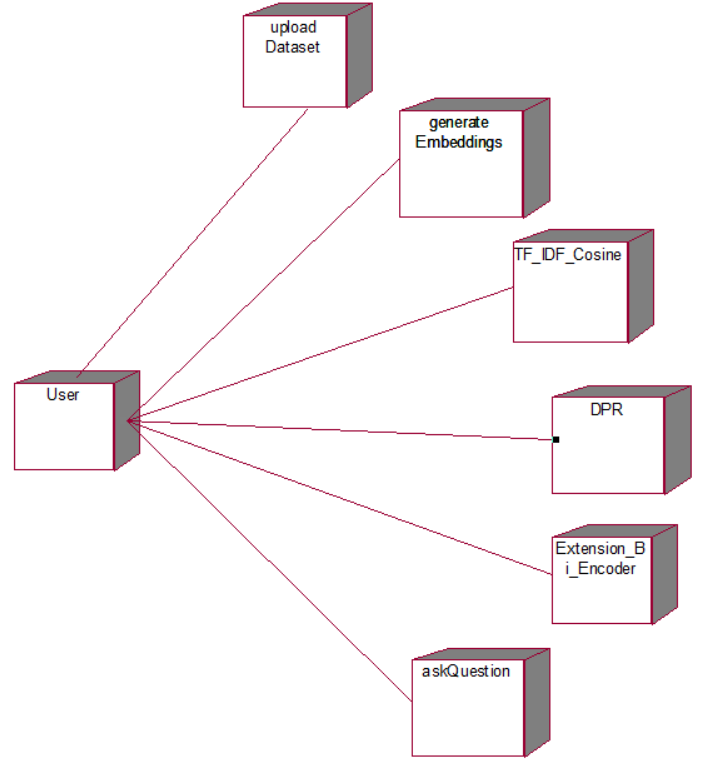 upload
Dataset
generate
Embeddings
TF_IDF_Cosine
User
DPR
Extension_B
i_Encoder
askQuestion